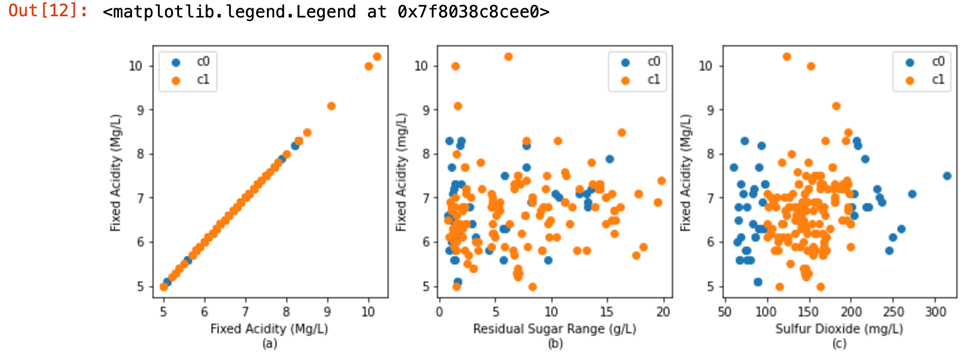 Out[12]: <matplotlib.legend.Legend at 0x7f8038c8cee0>
c0
c1
10
9
8
7
6
5
Fixed Acidity (Mg/L)
5 6 7 8 9 10
Fixed Acidity (Mg/L)
(a)
c0
c1
10
9
8
7
6
5
Fixed Acidity (mg/L)
0 5 10 15 20
Residual Sugar Range (g/L)
(b)
c0
c1
10
9
8
7
6
5
Fixed Acidity (Mg/L)
50 100 150 200 250 300
Sulfur Dioxide (mg/L)
(c)